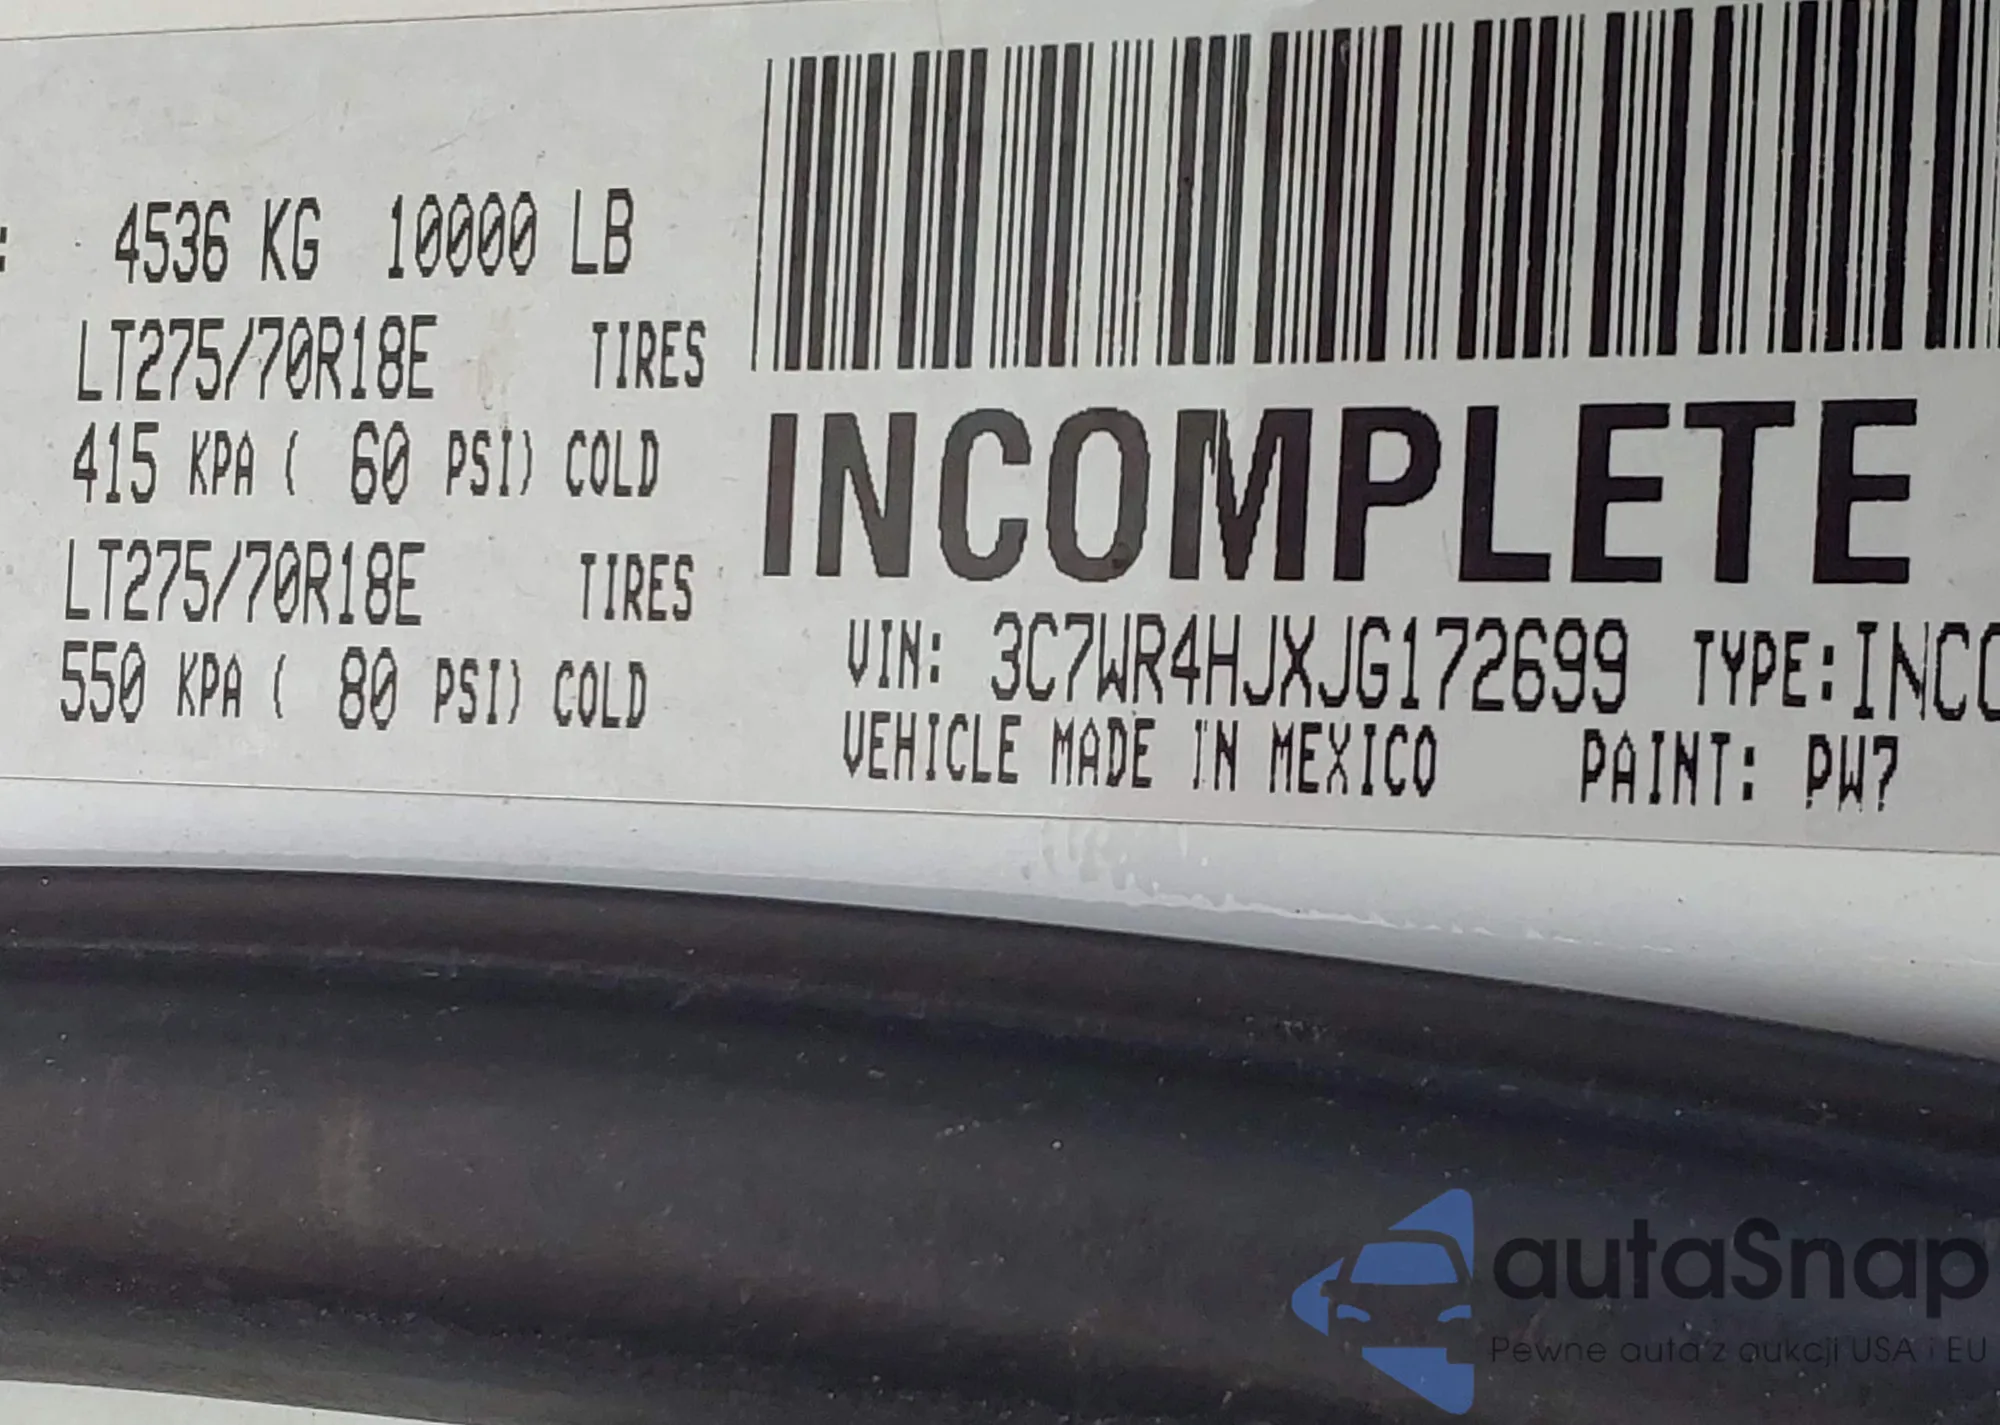 : 4536 KG 10000 LB
LT275/70R18E TIRES
415 KPA ( 60 PSI) COLD
LT275/70R18E TIRES
550 KPA ( 80 PSI) COLD
INCOMPLETE
VIN: 3C7WR4HJXJG172699 TYPE:INCO
VEHICLE MADE IN MEXICO PAINT: PW7
autaSnap
Pewne auta z aukcji USA i EU